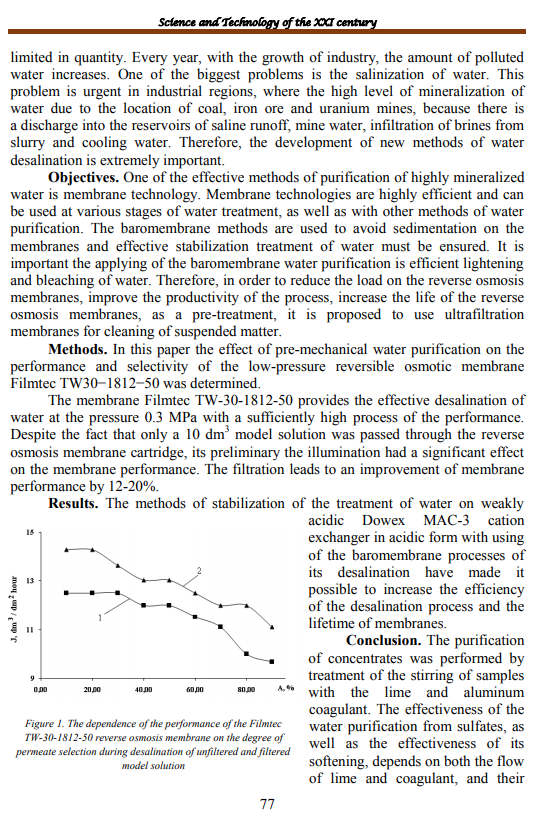 Science and Technology of the XXI century
limited in quantity. Every year, with the growth of industry, the amount of polluted
water increases. One of the biggest problems is the salinization of water. This
problem is urgent in industrial regions, where the high level of mineralization of
water due to the location of coal, iron ore and uranium mines, because there is
a discharge into the reservoirs of saline runoff, mine water, infiltration of brines from
slurry and cooling water. Therefore, the development of new methods of water
desalination is extremely important.
Objectives. One of the effective methods of purification of highly mineralized
water is membrane technology. Membrane technologies are highly efficient and can
be used at various stages of water treatment, as well as with other methods of water
purification. The baromembrane methods are used to avoid sedimentation on the
membranes and effective stabilization treatment of water must be ensured. It is
important the applying of the baromembrane water purification is efficient lightening
and bleaching of water. Therefore, in order to reduce the load on the reverse osmosis
membranes, improve the productivity of the process, increase the life of the reverse
osmosis membranes, as a pre-treatment, it is proposed to use ultrafiltration
membranes for cleaning of suspended matter.
Methods. In this paper the effect of pre-mechanical water purification on the
performance and selectivity of the low-pressure reversible osmotic membrane
Filmtec TW30−1812−50 was determined.
The membrane Filmtec TW-30-1812-50 provides the effective desalination of
water at the pressure 0.3 MPa with a sufficiently high process of the performance.
Despite the fact that only a 10 dm³ model solution was passed through the reverse
osmosis membrane cartridge, its preliminary the illumination had a significant effect
on the membrane performance. The filtration leads to an improvement of membrane
performance by 12-20%.
Results. The methods of stabilization of the treatment of water on weakly
acidic Dowex MAC-3 cation
exchanger in acidic form with using
of the baromembrane processes of
its desalination have made it
possible to increase the efficiency
of the desalination process and the
lifetime of membranes.
Conclusion. The purification
of concentrates was performed by
treatment of the stirring of samples
with the lime and aluminum
coagulant. The effectiveness of the
water purification from sulfates, as
well as the effectiveness of its
softening, depends on both the flow
of lime and coagulant, and their
J, dm³ / dm² hour
15
13
11
9
2
1
0,00 20,00 40,00 60,00 80,00 A, %
Figure 1. The dependence of the performance of the Filmtec
TW-30-1812-50 reverse osmosis membrane on the degree of
permeate selection during desalination of unfiltered and filtered
model solution
77